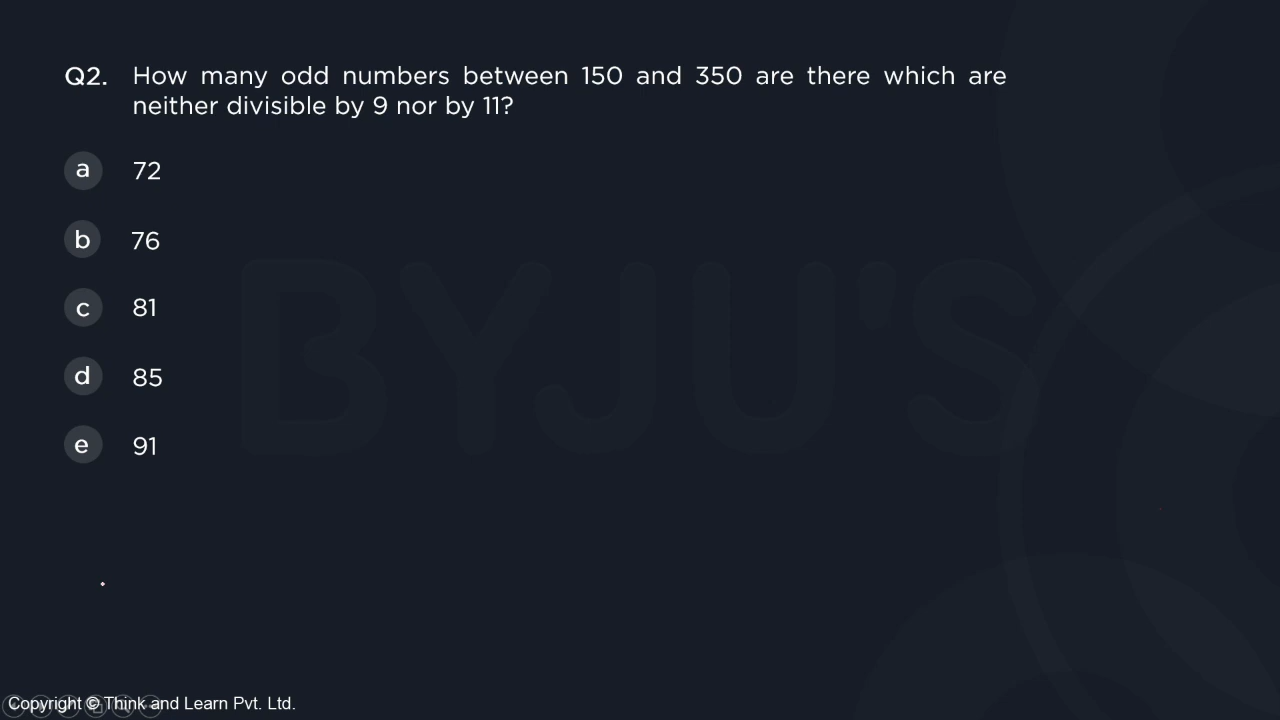 Q2. How many odd numbers between 150 and 350 are there which are
neither divisible by 9 nor by 11?
a 72
b 76
c 81
d 85
e 91
BYJU'S
Copyright © Think and Learn Pvt. Ltd.